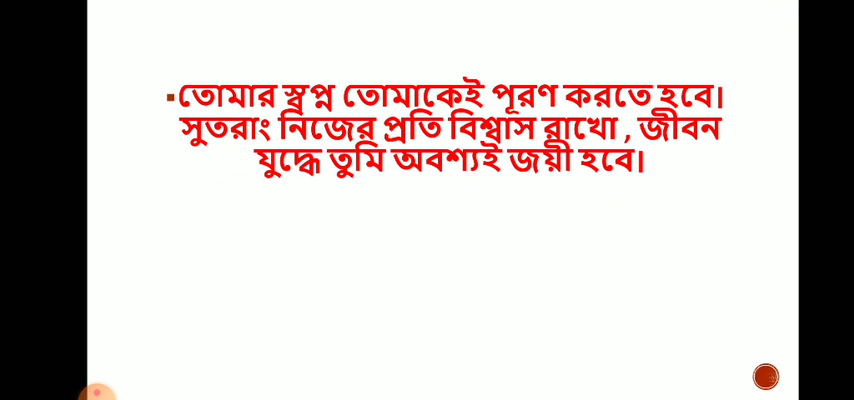 ▪তোমার স্বপ্ন তোমাকেই পূরণ করতে হবে।
সুতরাং নিজের প্রতি বিশ্বাস রাখো , জীবন
যুদ্ধে তুমি অবশ্যই জয়ী হবে।